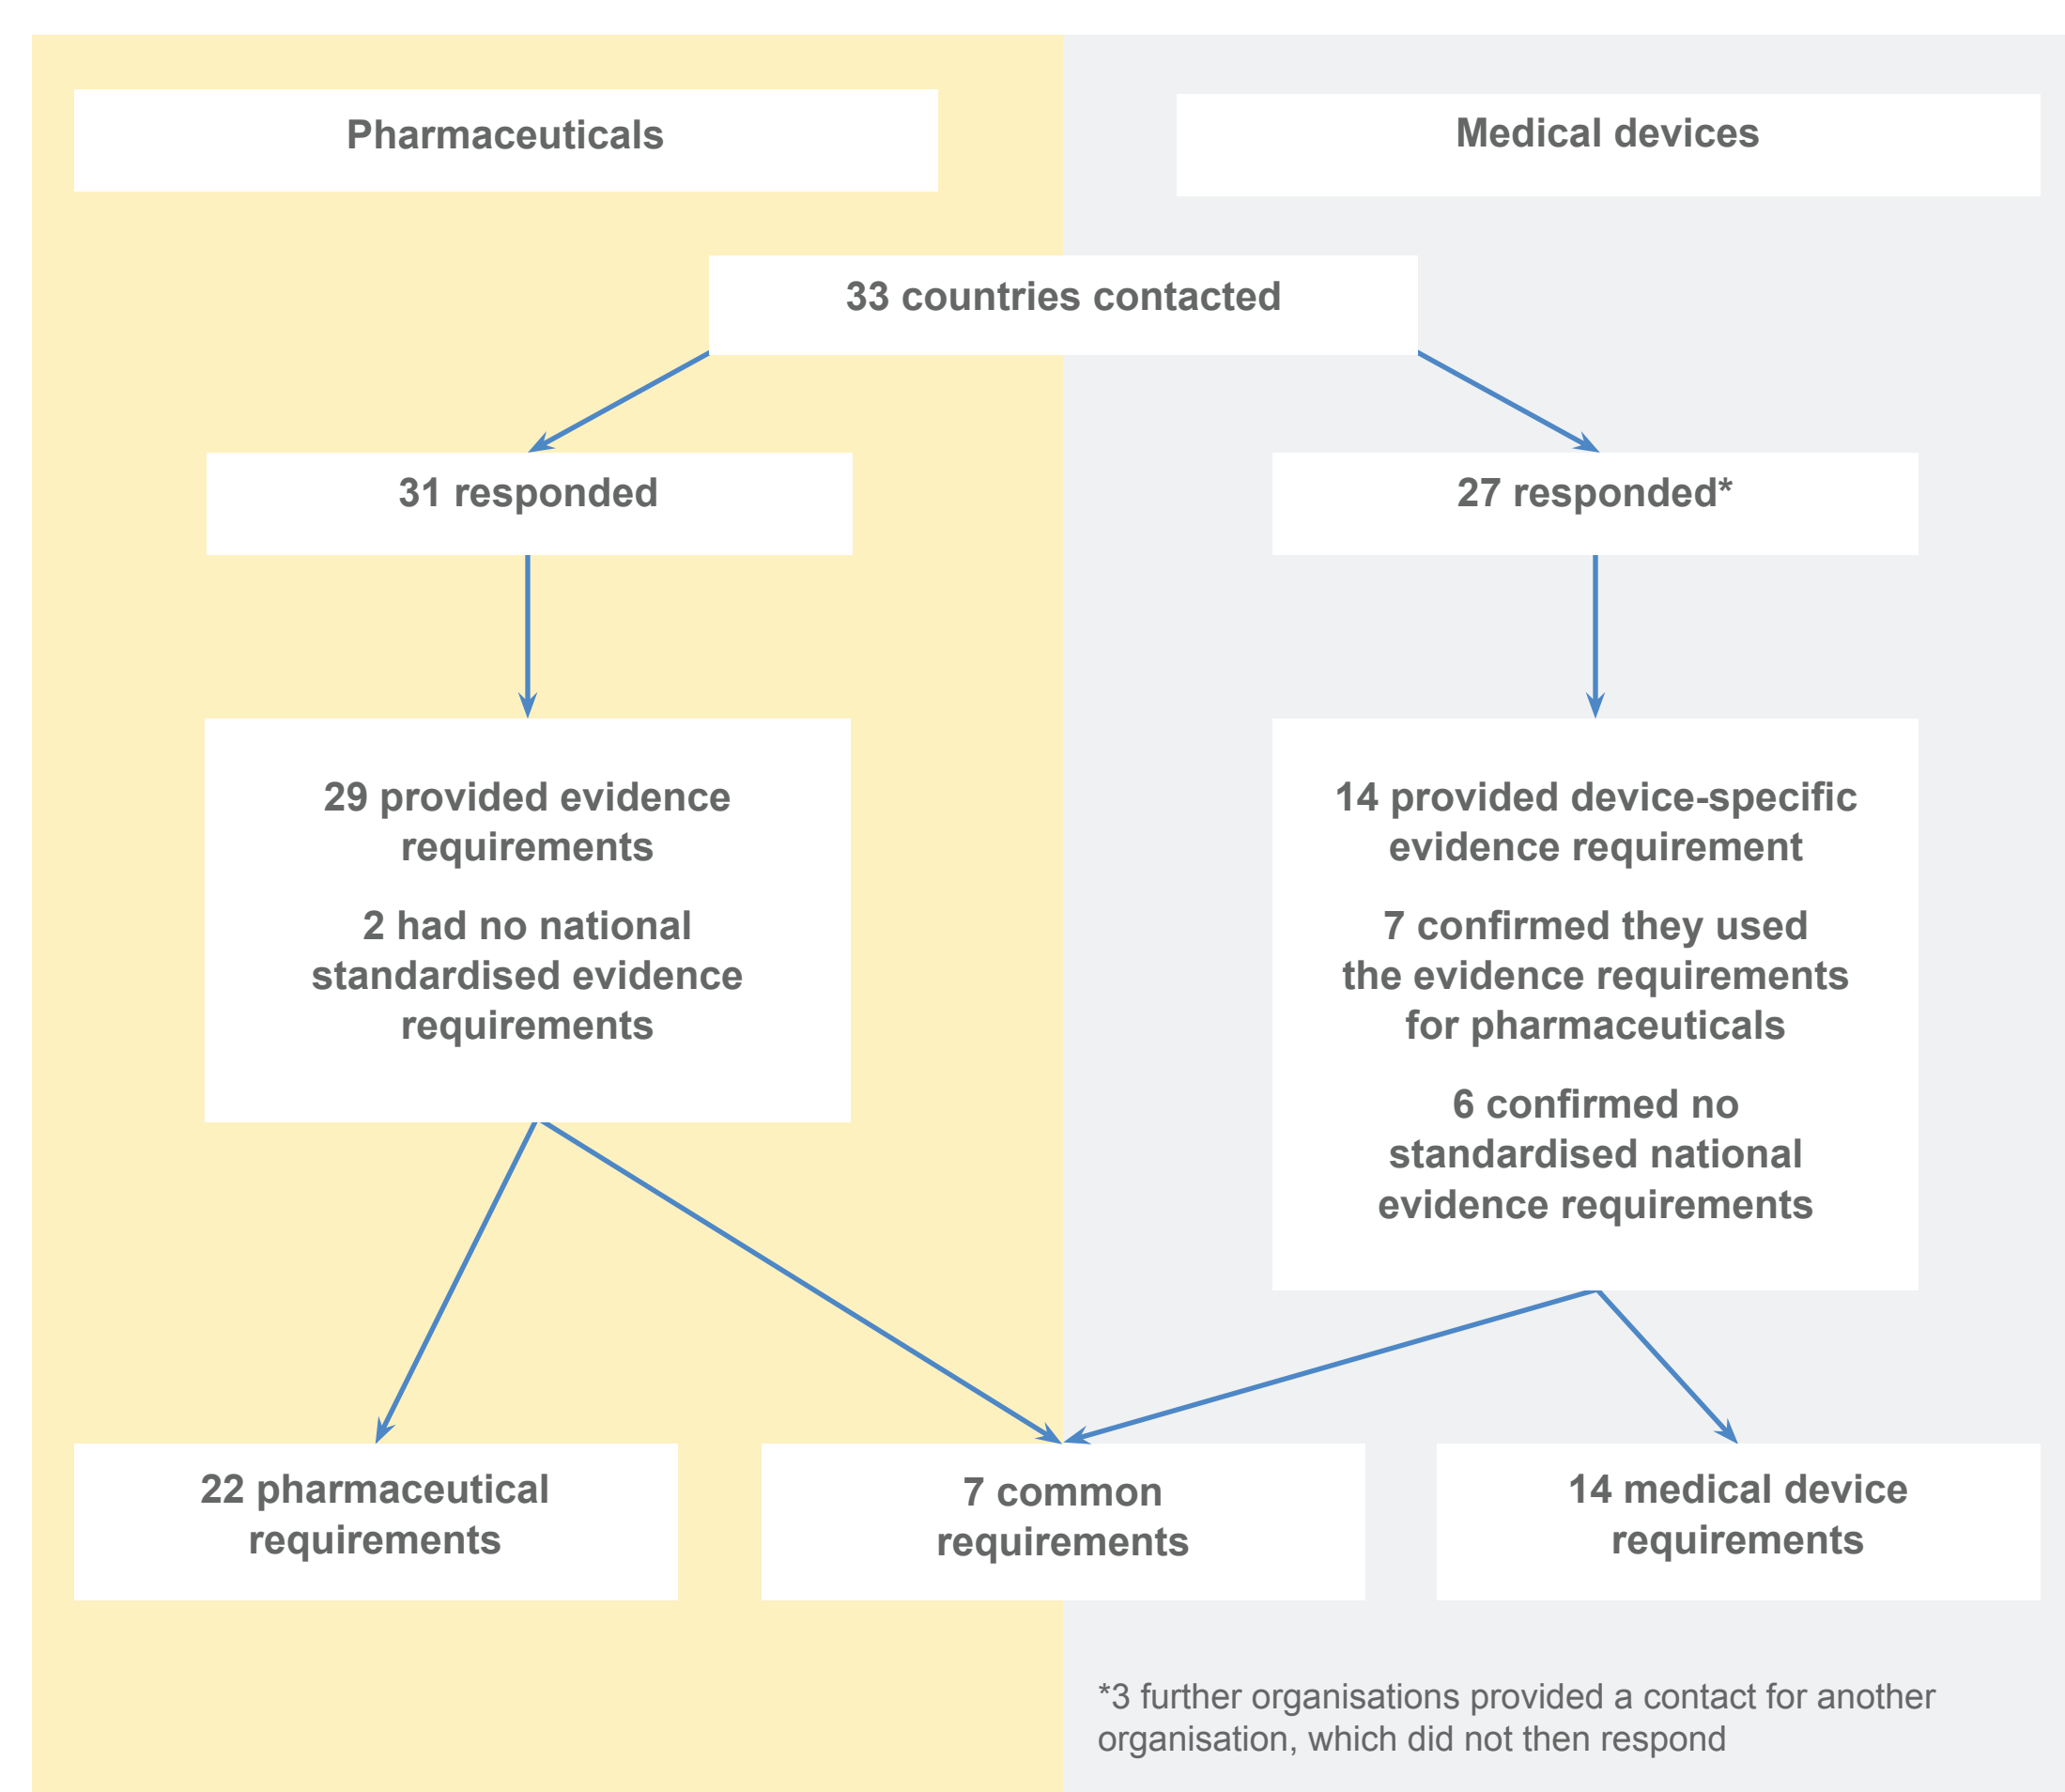 Pharmaceuticals
Medical devices
33 countries contacted
31 responded
27 responded*
29 provided evidence
requirements
2 had no national
standardised evidence
requirements
14 provided device-specific
evidence requirement
7 confirmed they used
the evidence requirements
for pharmaceuticals
6 confirmed no
standardised national
evidence requirements
22 pharmaceutical
requirements
7 common
requirements
14 medical device
requirements
*3 further organisations provided a contact for another
organisation, which did not then respond